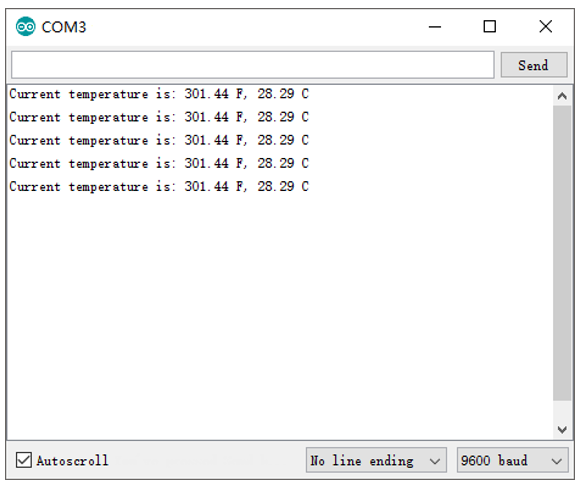 COM3
Send
Current temperature is: 301.44 F, 28.29 C
Current temperature is: 301.44 F, 28.29 C
Current temperature is: 301.44 F, 28.29 C
Current temperature is: 301.44 F, 28.29 C
Current temperature is: 301.44 F, 28.29 C
Autoscroll No line ending 9600 baud